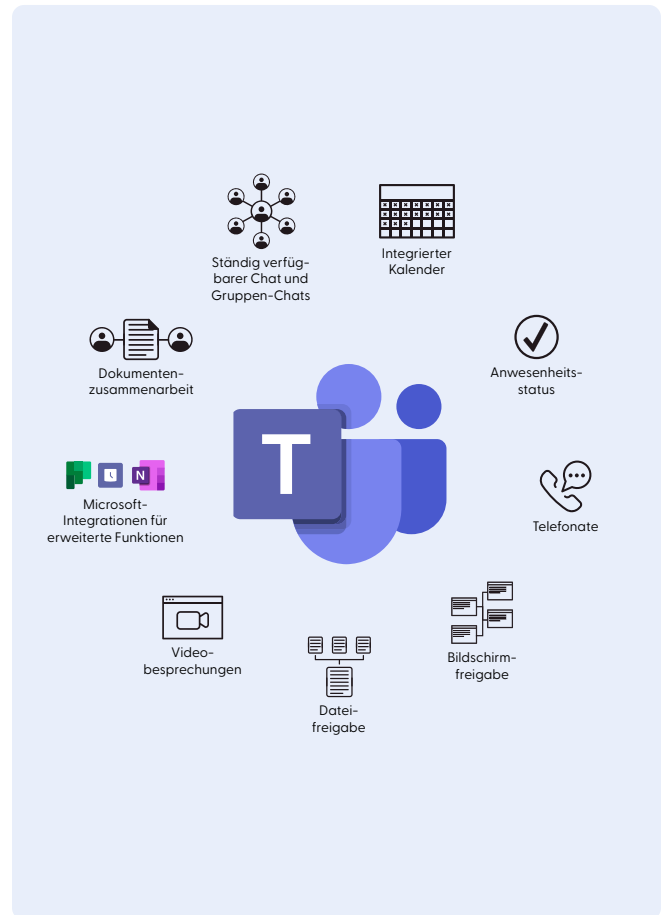 Ständig verfüg-
barer Chat und
Gruppen-Chats
Integrierter
Kalender
Anwesenheits-
status
Telefonate
Bildschirm-
freigabe
Datei-
freigabe
Video-
besprechungen
Microsoft-
Integrationen für
erweiterte Funktionen
Dokumenten-
zusammenarbeit
T
N